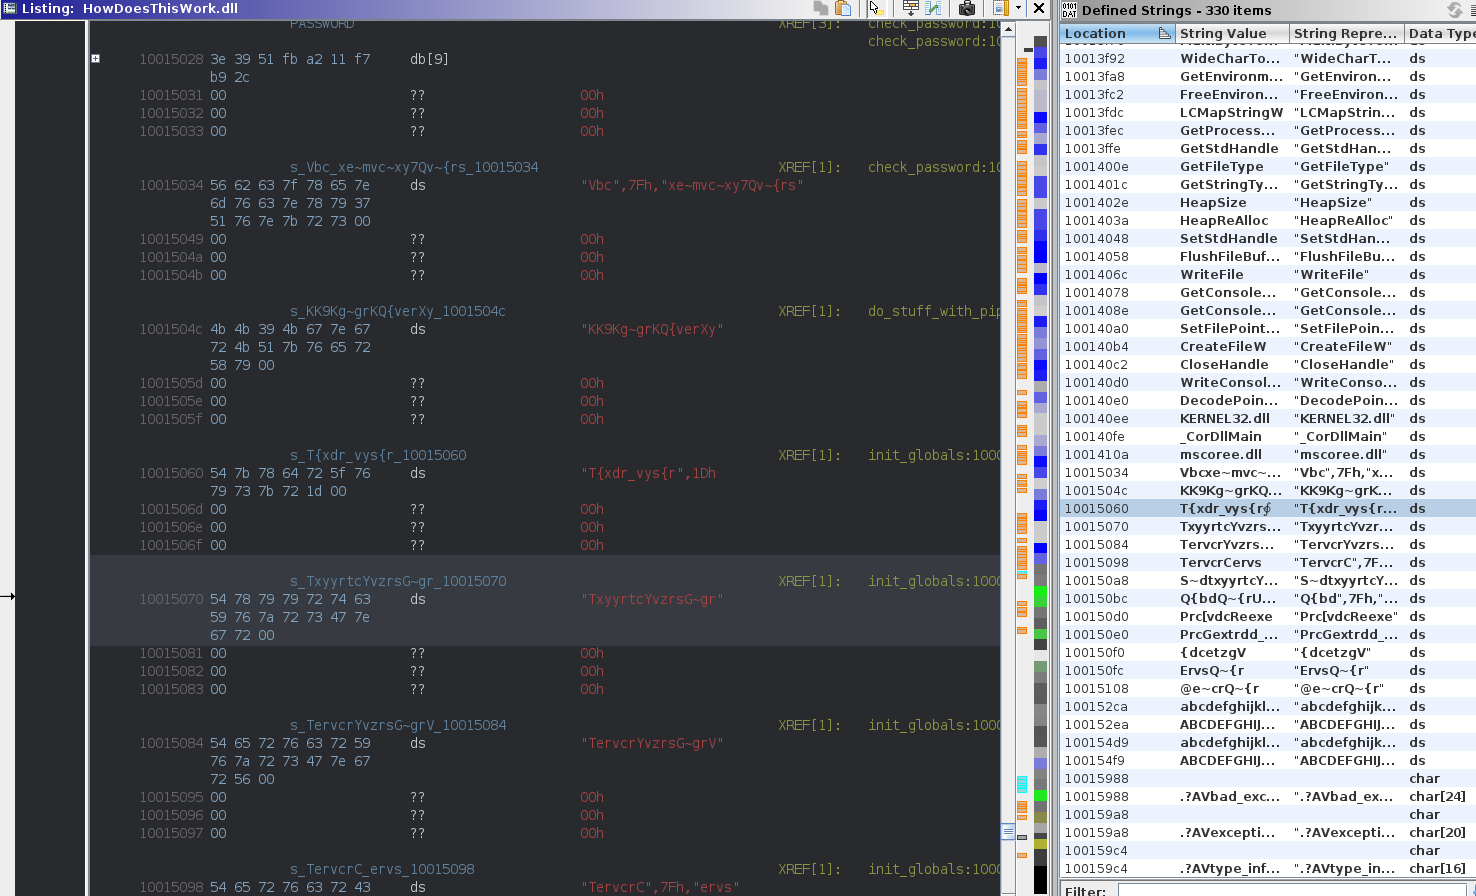 Listing: HowDoesThisWork.dll
PASSWORD XREF[3]: check_password:10
check_password:10
10015028 3e 39 51 fb a2 11 f7 db[9]
b9 2c
10015031 00 ?? 00h
10015032 00 ?? 00h
10015033 00 ?? 00h
s_Vbc_xe~mvc~xy7Qv~{rs_10015034 XREF[1]: check_password:10
10015034 56 62 63 7f 78 65 7e ds "Vbc",7Fh,"xe~mvc~xy7Qv~{rs"
6d 76 63 7e 78 79 37
51 76 7e 7b 72 73 00
10015049 00 ?? 00h
1001504a 00 ?? 00h
1001504b 00 ?? 00h
s_KK9Kg~grKQ{verXy_1001504c XREF[1]: do_stuff_with_pip
1001504c 4b 4b 39 4b 67 7e 67 ds "KK9Kg~grKQ{verXy"
72 4b 51 7b 76 65 72
58 79 00
1001505d 00 ?? 00h
1001505e 00 ?? 00h
1001505f 00 ?? 00h
s_T{xdr_vys{r_10015060 XREF[1]: init_globals:1000
10015060 54 7b 78 64 72 5f 76 ds "T{xdr_vys{r",1Dh
79 73 7b 72 1d 00
1001506d 00 ?? 00h
1001506e 00 ?? 00h
1001506f 00 ?? 00h
s_TxyyrtcYvzrsG~gr_10015070 XREF[1]: init_globals:1000
10015070 54 78 79 79 72 74 63 ds "TxyyrtcYvzrsG~gr"
59 76 7a 72 73 47 7e
67 72 00
10015081 00 ?? 00h
10015082 00 ?? 00h
10015083 00 ?? 00h
s_TervcrYvzrsG~grV_10015084 XREF[1]: init_globals:1000
10015084 54 65 72 76 63 72 59 ds "TervcrYvzrsG~grV"
76 7a 72 73 47 7e 67
72 56 00
10015095 00 ?? 00h
10015096 00 ?? 00h
10015097 00 ?? 00h
s_TervcrC_ervs_10015098 XREF[1]: init_globals:1000
10015098 54 65 72 76 63 72 43 ds "TervcrC",7Fh,"ervs"
Defined Strings - 330 items
Location String Value String Repre... Data Type
10013f92 WideCharTo... "WideCharT... ds
10013fa8 GetEnvironm... "GetEnviron... ds
10013fc2 FreeEnviron... "FreeEnviron... ds
10013fdc LCMapStringW "LCMapStrin... ds
10013fec GetProcess... "GetProcess... ds
10013ffe GetStdHandle "GetStdHan... ds
1001400e GetFileType "GetFileType" ds
1001401c GetStringTy... "GetStringTy... ds
1001402e HeapSize "HeapSize" ds
1001403a HeapReAlloc "HeapReAlloc" ds
10014048 SetStdHandle "SetStdHan... ds
10014058 FlushFileBuf... "FlushFileBu... ds
1001406c WriteFile "WriteFile" ds
10014078 GetConsole... "GetConsole... ds
1001408e GetConsole... "GetConsole... ds
100140a0 SetFilePoint... "SetFilePoin... ds
100140b4 CreateFileW "CreateFileW" ds
100140c2 CloseHandle "CloseHandle" ds
100140d0 WriteConsol... "WriteConso... ds
100140e0 DecodePoin... "DecodePoi... ds
100140ee KERNEL32.dll "KERNEL32.dll" ds
100140fe _CorDllMain "_CorDllMain" ds
1001410a mscoree.dll "mscoree.dll" ds
10015034 Vbcxe~mvc~... "Vbc",7Fh,"x... ds
1001504c KK9Kg~grKQ... "KK9Kg~grK... ds
10015060 T{xdr_vys{r "T{xdr_vys{r... ds
10015070 TxyyrtcYvzrs... "TxyyrtcYvzr... ds
10015084 TervcrYvzrs... "TervcrYvzrs... ds
10015098 TervcrCervs "TervcrC",7F... ds
100150a8 S~dtxyyrtcY... "S~dtxyyrtcY... ds
100150bc Q{bdQ~{rU... "Q{bd",7Fh,"... ds
100150d0 Prc[vdcReexe "Prc[vdcReexe" ds
100150e0 PrcGextrdd_... "PrcGextrdd_... ds
100150f0 {dcetzgV "{dcetzgV" ds
100150fc ErvsQ~{r "ErvsQ~{r" ds
10015108 @e~crQ~{r "@e~crQ~{r" ds
100152ca abcdefghijkl... "abcdefghijk... ds
100152ea ABCDEFGHIJ... "ABCDEFGHIJ... ds
100154d9 abcdefghijkl... "abcdefghijk... ds
100154f9 ABCDEFGHIJ... "ABCDEFGHIJ... ds
10015988 char
10015988 .?AVbad_exc... ".?AVbad_ex... char[24]
100159a8 char
100159a8 .?AVexcepti... ".?AVexcepti... char[20]
100159c4 char
100159c4 .?AVtype_inf... ".?AVtype_in... char[16]
Filter: